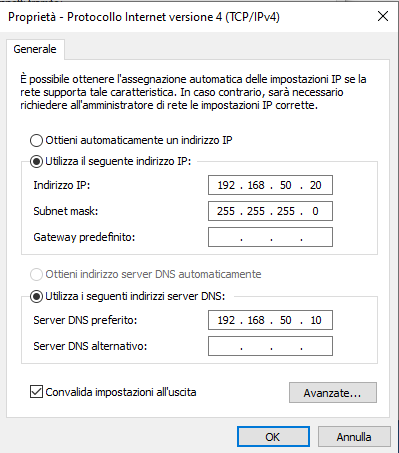 Proprietà - Protocollo Internet versione 4 (TCP/IPv4)
Generale
È possibile ottenere l'assegnazione automatica delle impostazioni IP se la
rete supporta tale caratteristica. In caso contrario, sarà necessario
richiedere all'amministratore di rete le impostazioni IP corrette.
Ottieni automaticamente un indirizzo IP
Utilizza il seguente indirizzo IP:
Indirizzo IP: 192 . 168 . 50 . 20
Subnet mask: 255 . 255 . 255 . 0
Gateway predefinito: . . .
Ottieni indirizzo server DNS automaticamente
Utilizza i seguenti indirizzi server DNS:
Server DNS preferito: 192 . 168 . 50 . 10
Server DNS alternativo: . . .
Convalida impostazioni all'uscita
Avanzate...
OK Annulla